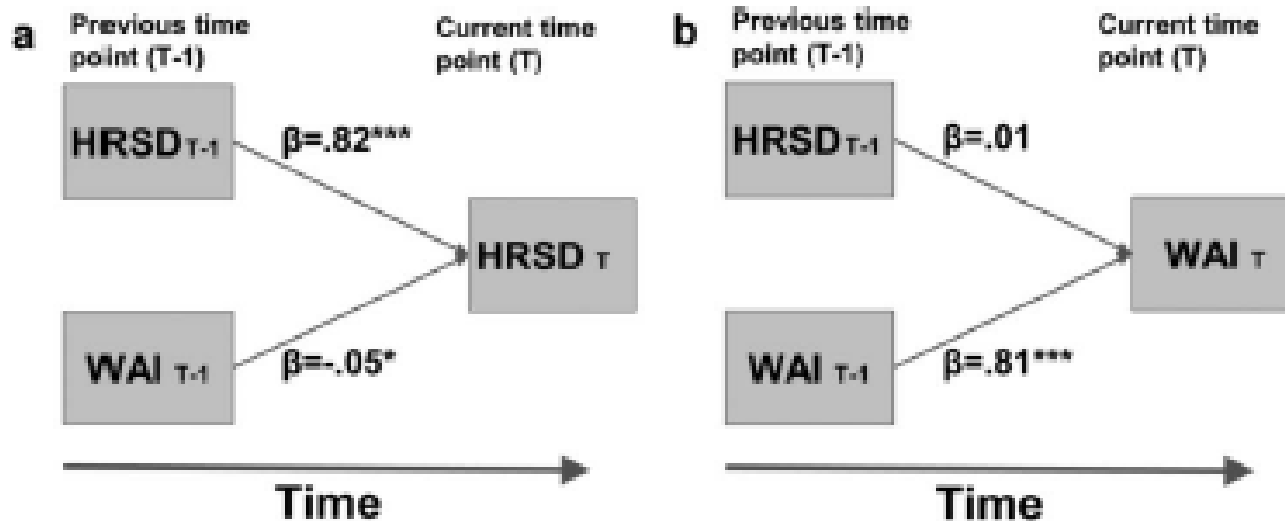 a
Previous time
point (T-1)
Current time
point (T)
HRSD T-1
β=.82***
HRSD T
WAI T-1
β=-.05*
Time
b
Previous time
point (T-1)
Current time
point (T)
HRSD T-1
β=.01
WAI T
WAI T-1
β=.81***
Time